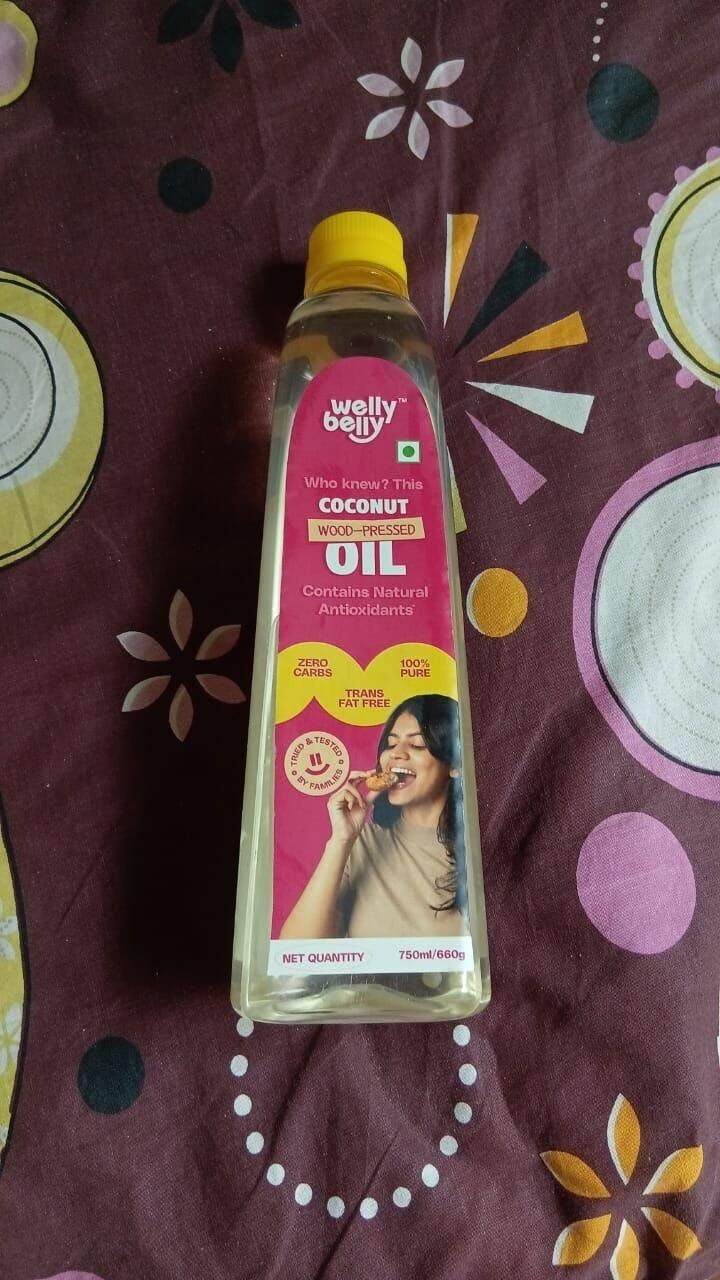 welly™
belly
Who knew? This
COCONUT
WOOD-PRESSED
OIL
Contains Natural
Antioxidants*
ZERO
CARBS
100%
PURE
TRANS
FAT FREE
TRIED & TESTED
BY FAMILIES
NET QUANTITY
750ml/660g